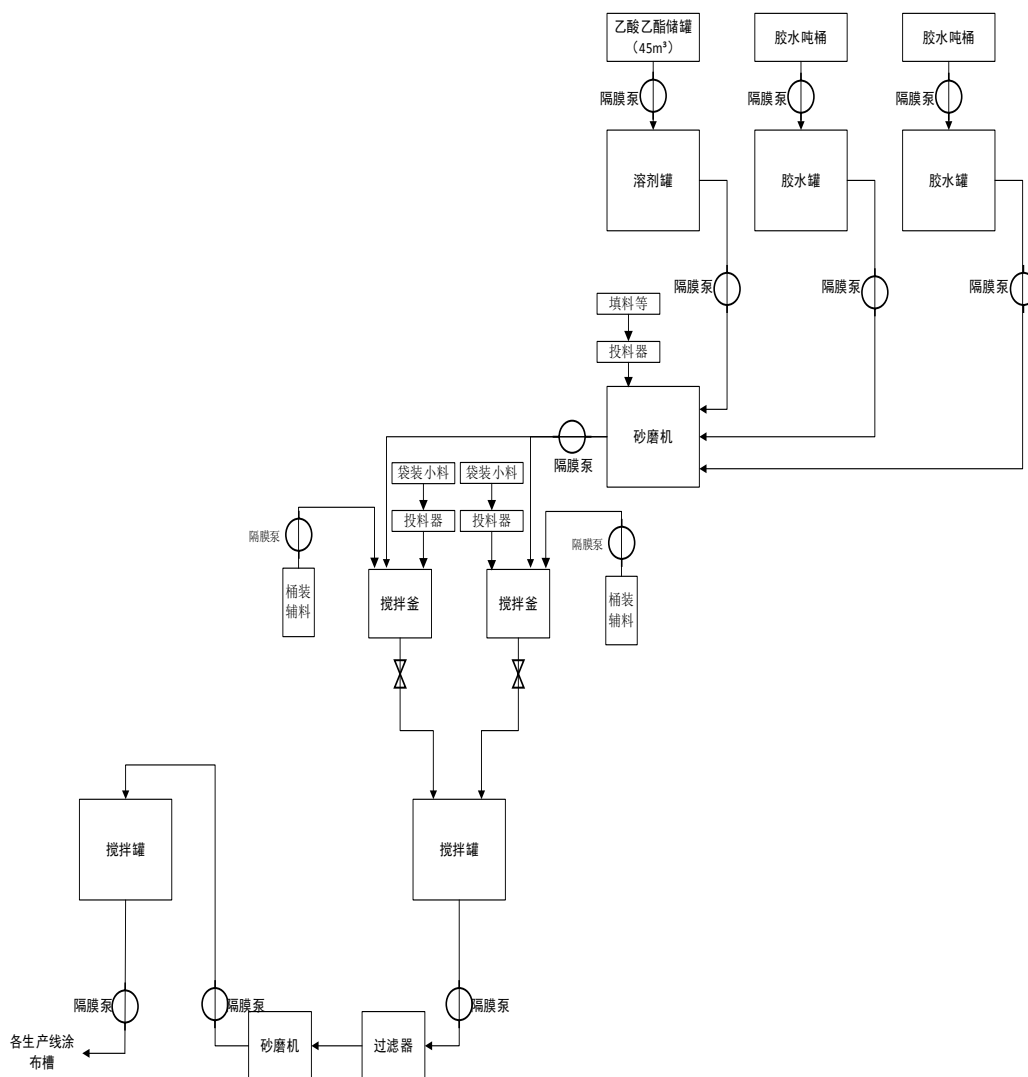 乙酸乙酯储罐
（45m³）
胶水吨桶
胶水吨桶
隔膜泵
隔膜泵
隔膜泵
溶剂罐
胶水罐
胶水罐
隔膜泵
隔膜泵
隔膜泵
填料等
投料器
砂磨机
隔膜泵
袋装小料
袋装小料
投料器
投料器
隔膜泵
隔膜泵
桶装
辅料
搅拌釜
搅拌釜
桶装
辅料
搅拌罐
搅拌罐
隔膜泵
隔膜泵
隔膜泵
各生产线涂
布槽
砂磨机
过滤器